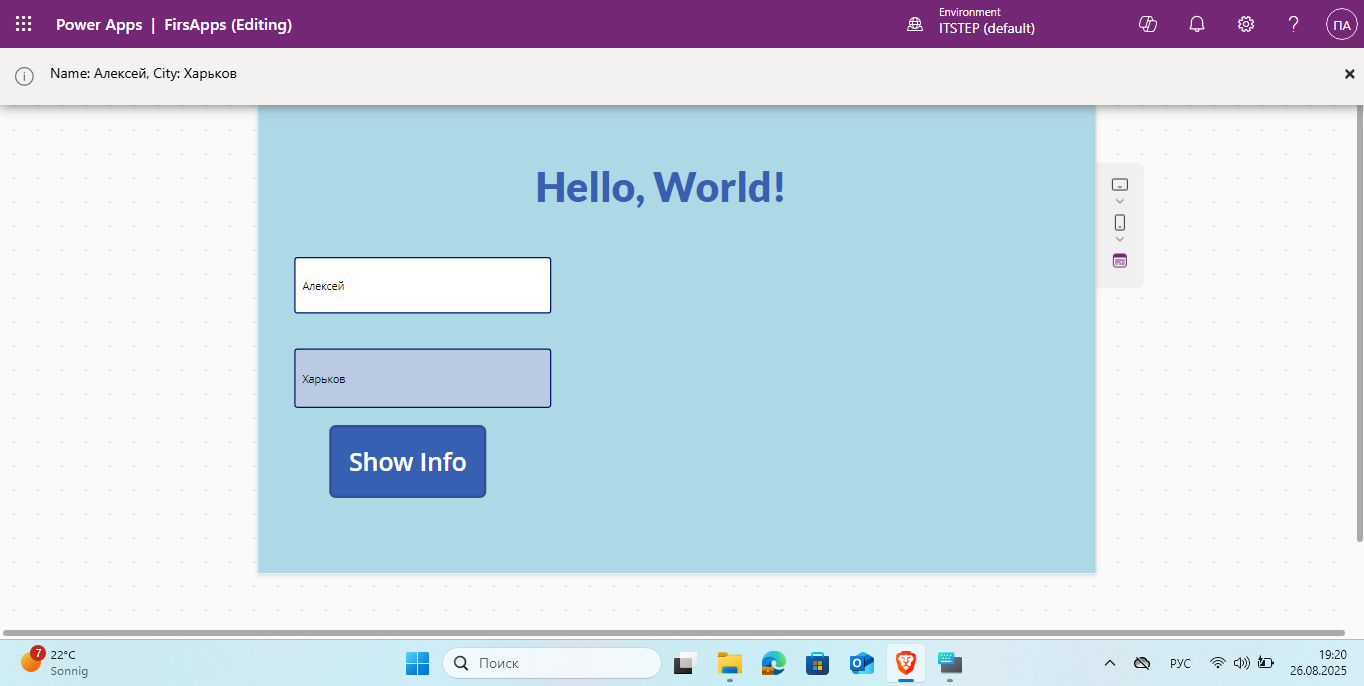 Power Apps | FirsApps (Editing)
Environment
ITSTEP (default)
ПА
Name: Алексей, City: Харьков
Hello, World!
Алексей
Харьков
Show Info
7
22°C
Sonnig
Поиск
РУС
19:20
26.08.2025